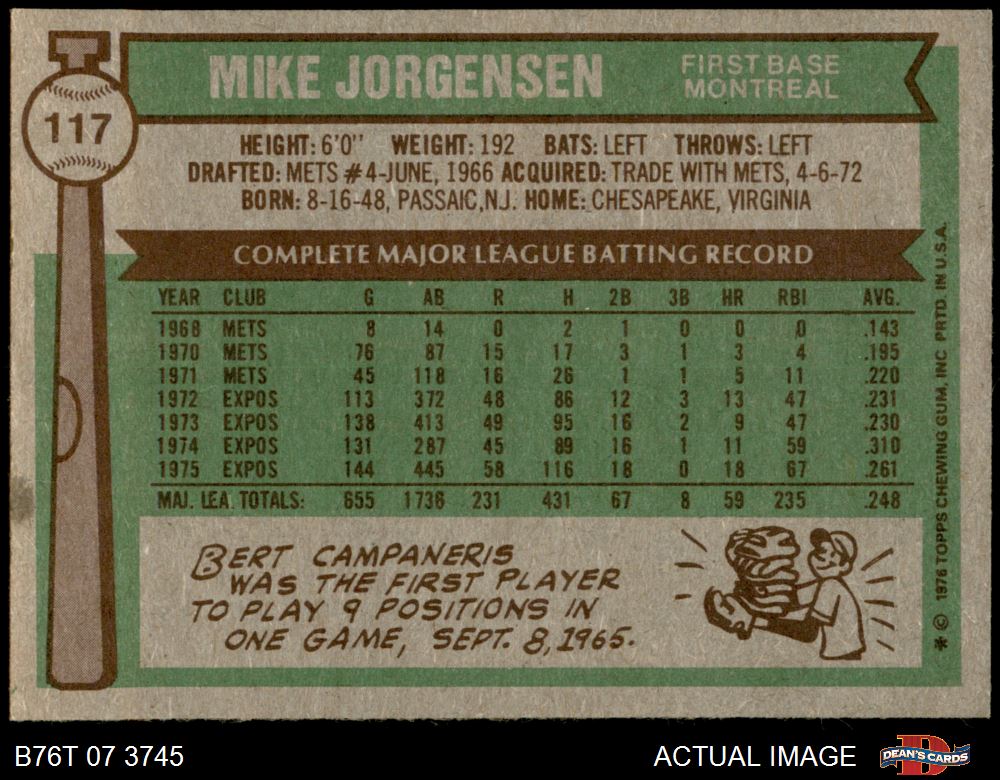 117
MIKE JORGENSEN
FIRST BASE
MONTREAL
HEIGHT: 6'0" WEIGHT: 192 BATS: LEFT THROWS: LEFT
DRAFTED: METS #4-JUNE, 1966 ACQUIRED: TRADE WITH METS, 4-6-72
BORN: 8-16-48, PASSAIC, N.J. HOME: CHESAPEAKE, VIRGINIA
COMPLETE MAJOR LEAGUE BATTING RECORD
YEAR CLUB G AB R H 2B 3B HR RBI AVG.
1968 METS 8 14 0 2 1 0 0 0 .143
1970 METS 76 87 15 17 3 1 3 4 .195
1971 METS 45 118 16 26 1 1 5 11 .220
1972 EXPOS 113 372 48 86 12 3 13 47 .231
1973 EXPOS 138 413 49 95 16 2 9 47 .230
1974 EXPOS 131 287 45 89 16 1 11 59 .310
1975 EXPOS 144 445 58 116 18 0 18 67 .261
MAJ. LEA. TOTALS: 655 1736 231 431 67 8 59 235 .248
BERT CAMPANERIS
WAS THE FIRST PLAYER
TO PLAY 9 POSITIONS IN
ONE GAME, SEPT. 8, 1965.
* © 1976 TOPPS CHEWING GUM, INC. PRTD. IN U.S.A.
B76T 07 3745
ACTUAL IMAGE
D
DEAN'S CARDS